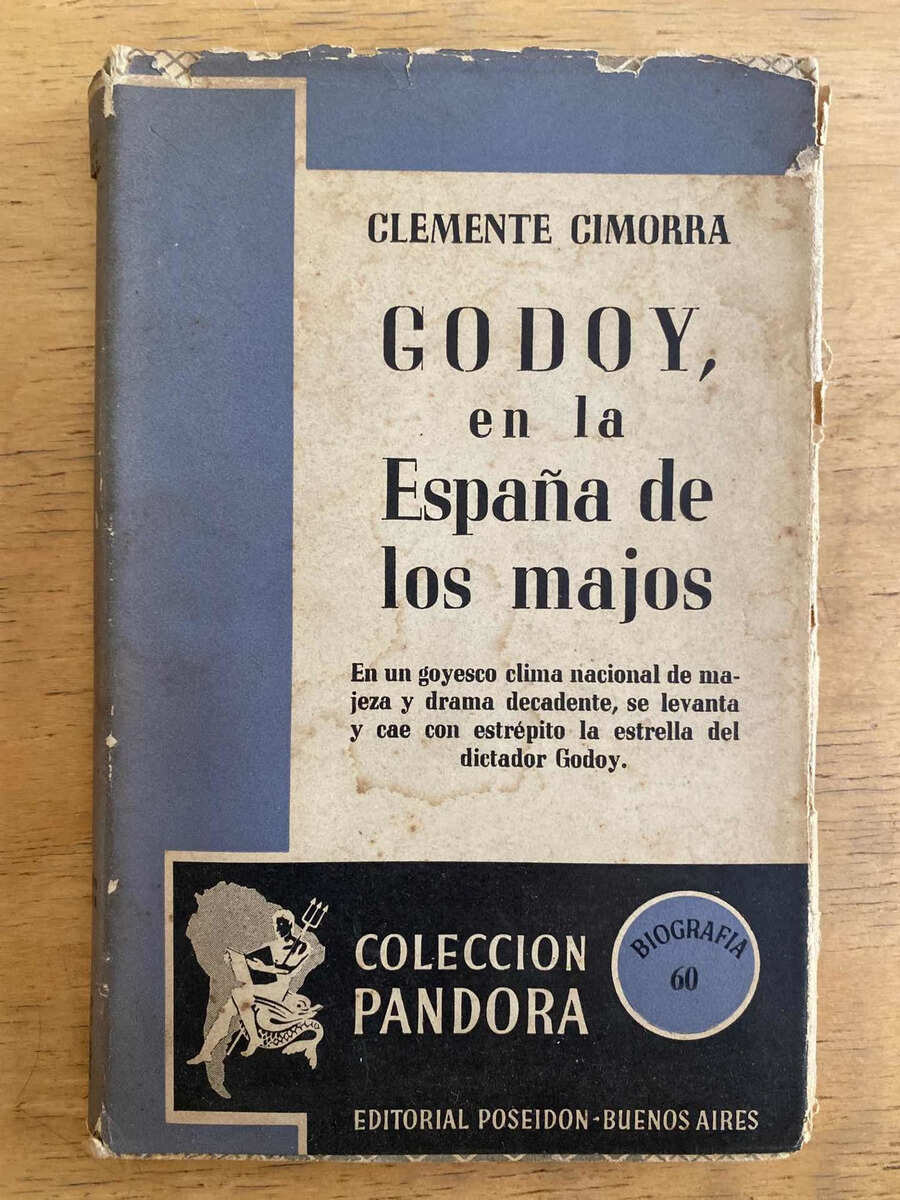 CLEMENTE CIMORRA
GODOY,
en la
España de
los majos
En un goyesco clima nacional de ma-
jeza y drama decadente, se levanta
y cae con estrépito la estrella del
dictador Godoy.
COLECCION
PANDORA
BIOGRAFIA
60
EDITORIAL POSEIDON-BUENOS AIRES